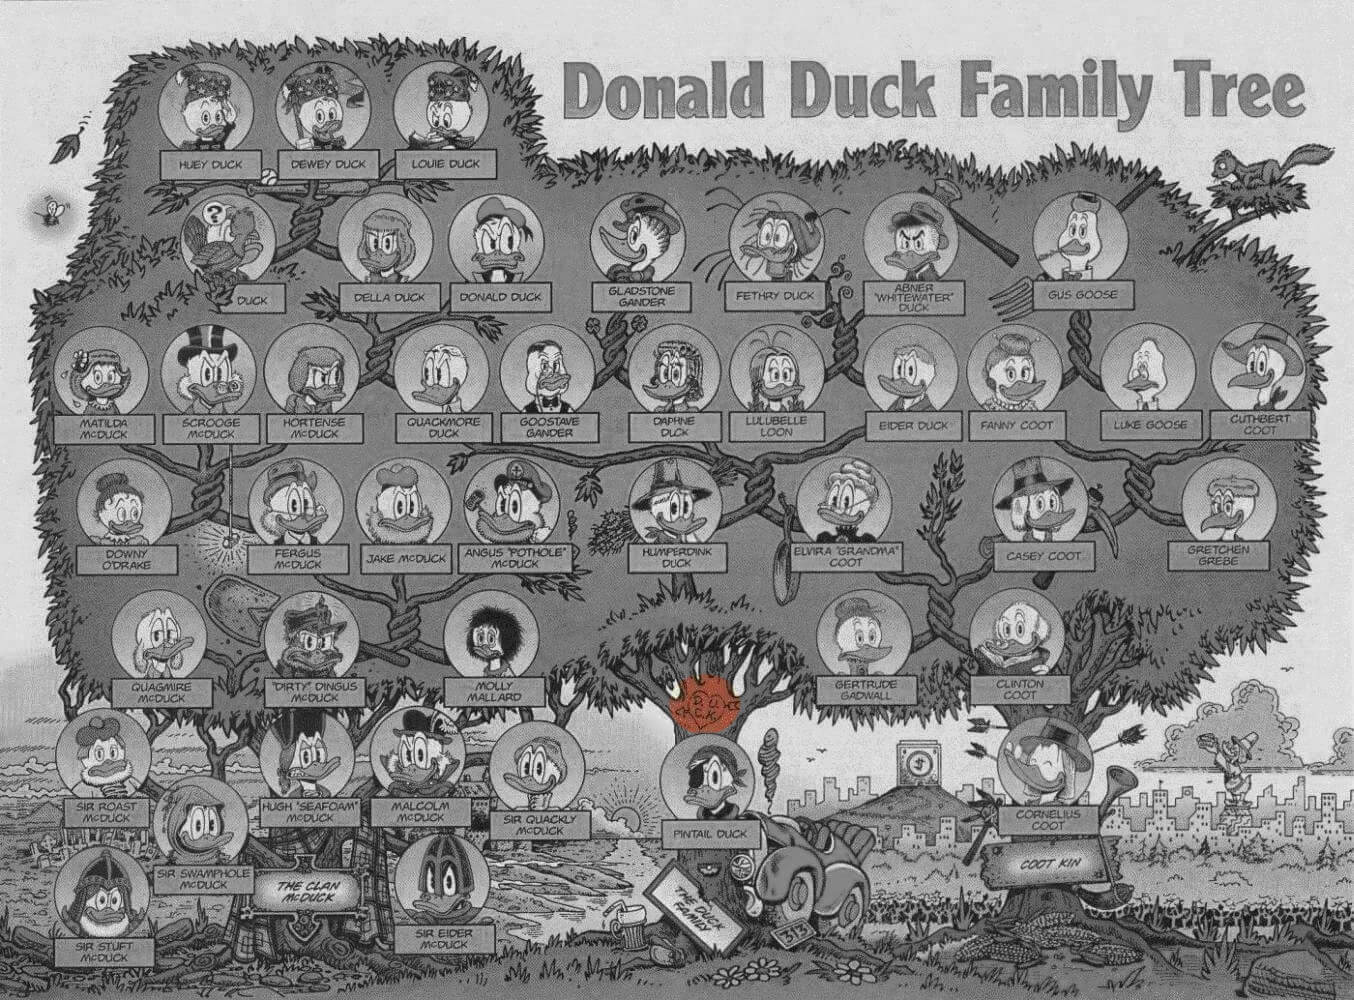 Donald Duck Family Tree
HUEY DUCK
DEWEY DUCK
LOUIE DUCK
?
DUCK
DELLA DUCK
DONALD DUCK
GLADSTONE
GANDER
FETHRY DUCK
ABNER
"WHITEWATER"
DUCK
GUS GOOSE
MATILDA
McDUCK
SCROOGE
McDUCK
HORTENSE
McDUCK
QUACKMORE
DUCK
GOOSTAVE
GANDER
DAPHNE
DUCK
LULUBELLE
LOON
EIDER DUCK
FANNY COOT
LUKE GOOSE
CUTHBERT
COOT
DOWNY
O'DRAKE
FERGUS
McDUCK
JAKE McDUCK
ANGUS "POTHOLE"
McDUCK
HUMPERDINK
DUCK
ELVIRA "GRANDMA"
COOT
CASEY COOT
GRETCHEN
GREBE
QUAGMIRE
McDUCK
"DIRTY" DINGUS
McDUCK
MOLLY
MALLARD
GERTRUDE
GADWALL
CLINTON
COOT
D.U.
C.K.
SIR ROAST
McDUCK
HUGH "SEAFOAM"
McDUCK
MALCOLM
McDUCK
SIR QUACKLY
McDUCK
PINTAIL DUCK
$
CORNELIUS
COOT
SIR SWAMPHOLE
McDUCK
THE CLAN
McDUCK
COOT KIN
THE DUCK
FAMILY
313
SIR STUFT
McDUCK
SIR EIDER
McDUCK